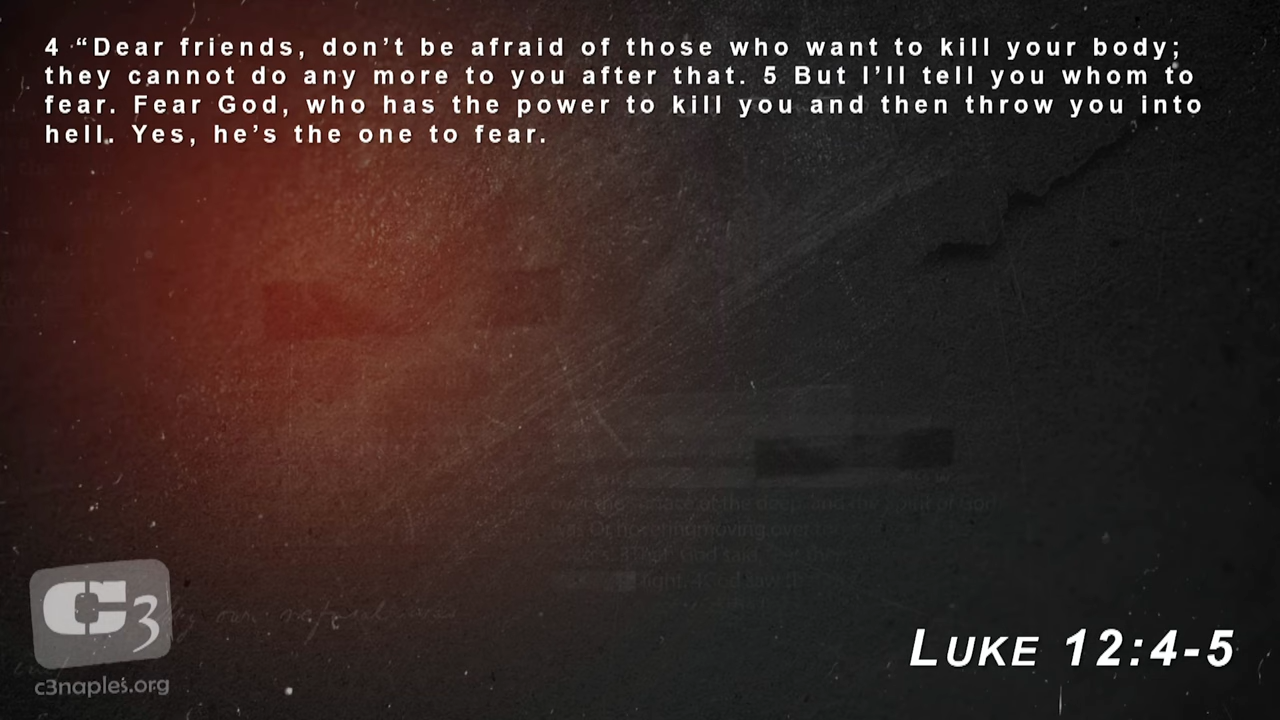 4 “Dear friends, don’t be afraid of those who want to kill your body;
they cannot do any more to you after that. 5 But I’ll tell you whom to
fear. Fear God, who has the power to kill you and then throw you into
hell. Yes, he’s the one to fear.
C3
c3naples.org
LUKE 12:4-5